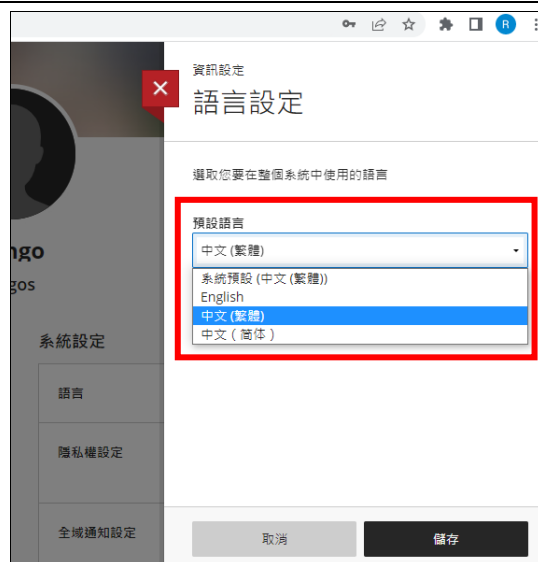 R
資訊設定
語言設定
選取您要在整個系統中使用的語言
預設語言
中文 (繁體)
系統預設 (中文 (繁體))
English
中文 (繁體)
中文 ( 简体 )
ngo
gos
系統設定
語言
隱私權設定
全域通知設定
取消
儲存